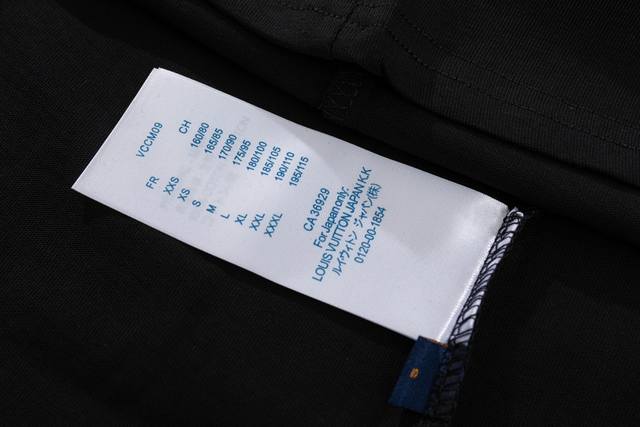 VCCM09
FR CH
XXS 160/80
XS 165/85
S 170/90
M 175/95
L 180/100
XL 185/105
XXL 190/110
XXXL 195/115
CA 36929
For Japan only:
LOUIS VUITTON JAPAN K.K
ルイ・ヴィトン ジャパン(株)
0120-00-1854